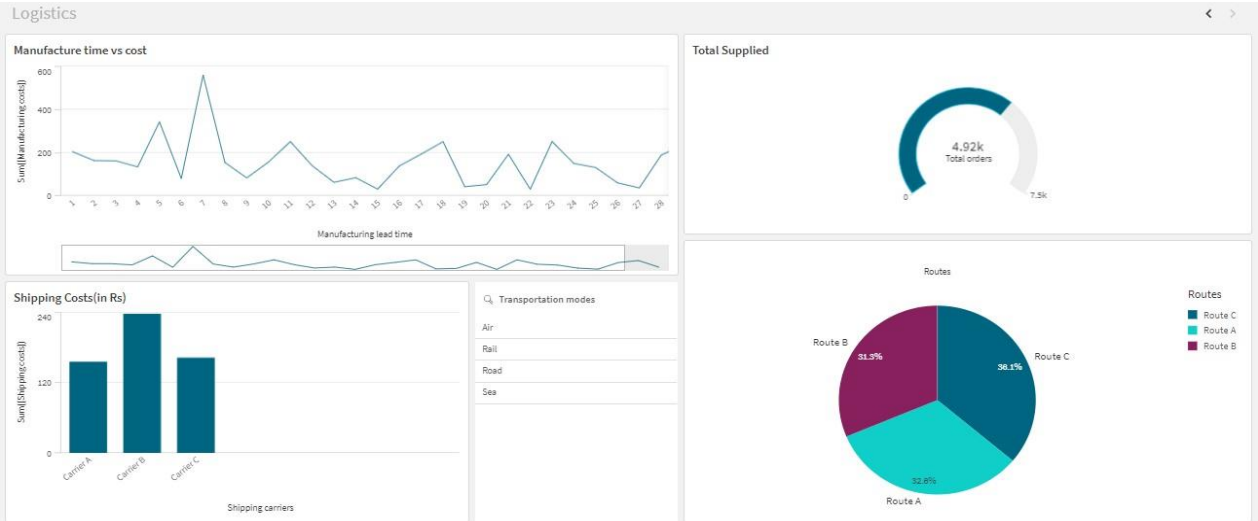 Logistics
Manufacture time vs cost
Sum([Manufacturing costs])
600
400
200
0
1 2 3 4 5 6 7 8 9 10 11 12 13 14 15 16 17 18 19 20 21 22 23 24 25 26 27 28
Manufacturing lead time
Total Supplied
4.92k
Total orders
0
7.5k
Shipping Costs(in Rs)
Sum([Shipping costs])
240
120
0
Carrier A Carrier B Carrier C
Shipping carriers
Transportation modes
Air
Rail
Road
Sea
Routes
Route B
31.3%
36.1%
Route C
32.6%
Route A
Routes
Route C
Route A
Route B